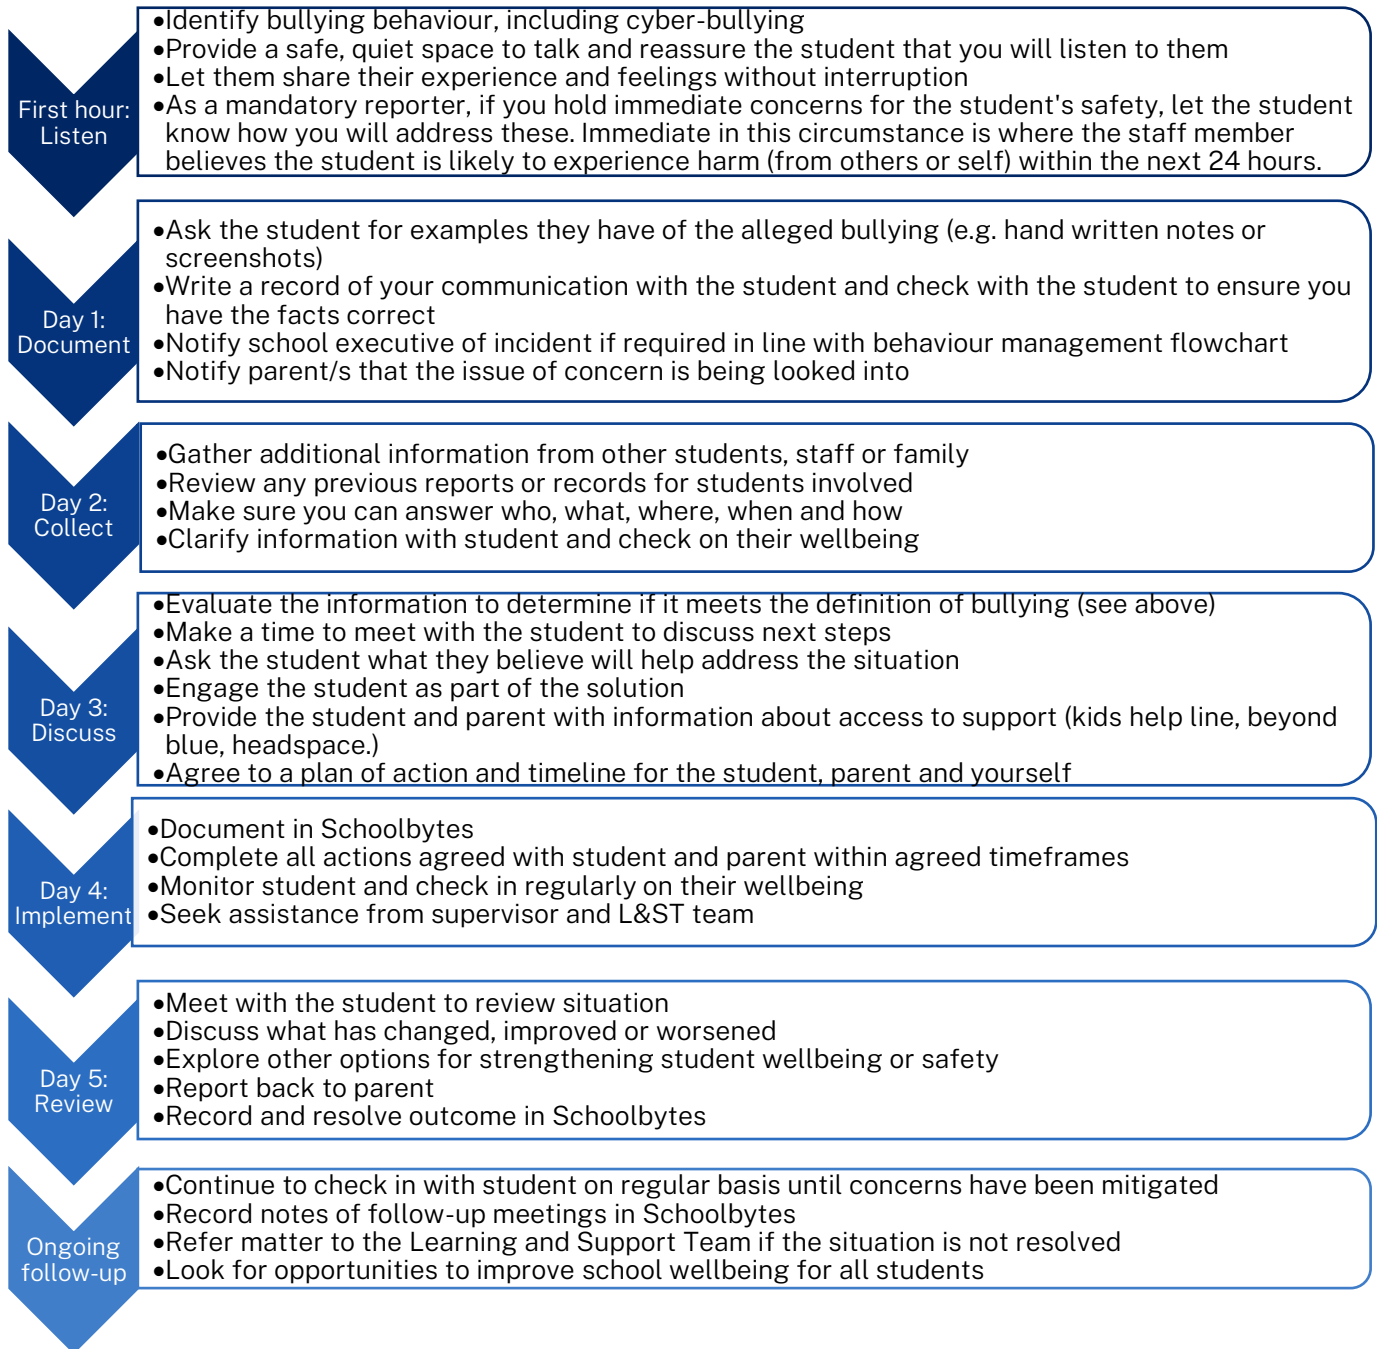 First hour:
Listen
•Identify bullying behaviour, including cyber-bullying
•Provide a safe, quiet space to talk and reassure the student that you will listen to them
•Let them share their experience and feelings without interruption
•As a mandatory reporter, if you hold immediate concerns for the student's safety, let the student
know how you will address these. Immediate in this circumstance is where the staff member
believes the student is likely to experience harm (from others or self) within the next 24 hours.
Day 1:
Document
•Ask the student for examples they have of the alleged bullying (e.g. hand written notes or
screenshots)
•Write a record of your communication with the student and check with the student to ensure you
have the facts correct
•Notify school executive of incident if required in line with behaviour management flowchart
•Notify parent/s that the issue of concern is being looked into
Day 2:
Collect
•Gather additional information from other students, staff or family
•Review any previous reports or records for students involved
•Make sure you can answer who, what, where, when and how
•Clarify information with student and check on their wellbeing
Day 3:
Discuss
•Evaluate the information to determine if it meets the definition of bullying (see above)
•Make a time to meet with the student to discuss next steps
•Ask the student what they believe will help address the situation
•Engage the student as part of the solution
•Provide the student and parent with information about access to support (kids help line, beyond
blue, headspace.)
•Agree to a plan of action and timeline for the student, parent and yourself
Day 4:
Implement
•Document in Schoolbytes
•Complete all actions agreed with student and parent within agreed timeframes
•Monitor student and check in regularly on their wellbeing
•Seek assistance from supervisor and L&ST team
Day 5:
Review
•Meet with the student to review situation
•Discuss what has changed, improved or worsened
•Explore other options for strengthening student wellbeing or safety
•Report back to parent
•Record and resolve outcome in Schoolbytes
Ongoing
follow-up
•Continue to check in with student on regular basis until concerns have been mitigated
•Record notes of follow-up meetings in Schoolbytes
•Refer matter to the Learning and Support Team if the situation is not resolved
•Look for opportunities to improve school wellbeing for all students